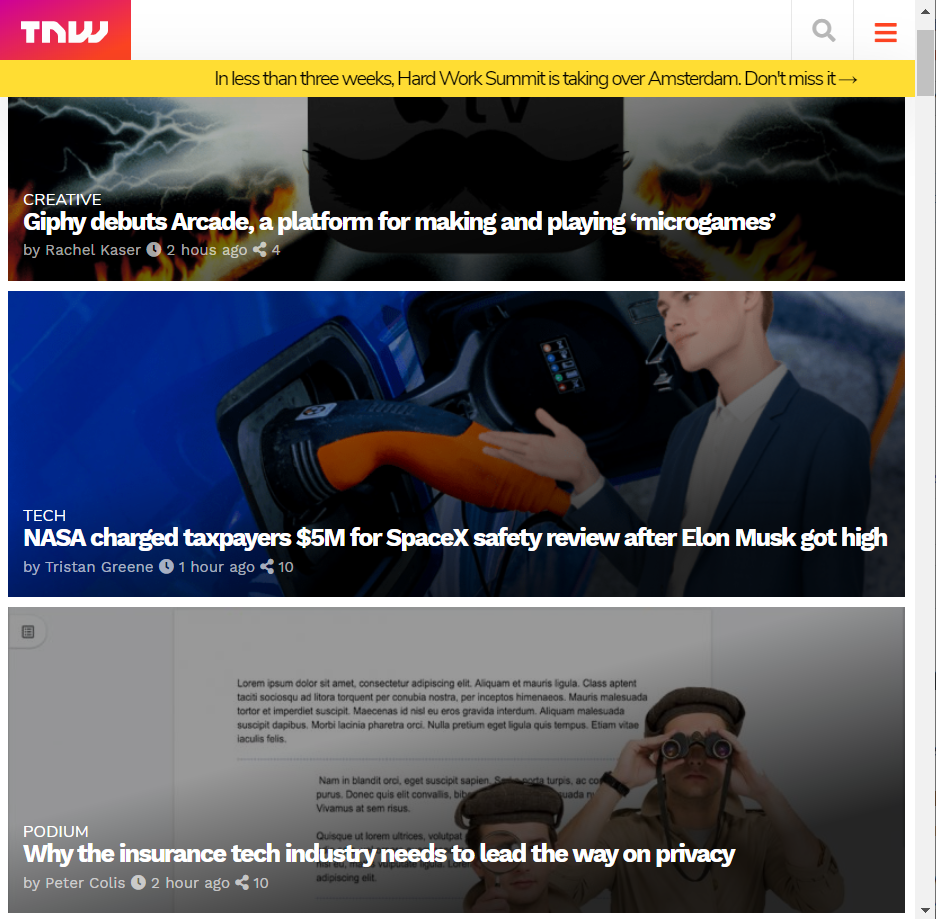 TNW
In less than three weeks, Hard Work Summit is taking over Amsterdam. Don't miss it →
tv
CREATIVE
Giphy debuts Arcade, a platform for making and playing ‘microgames’
by Rachel Kaser 2 hous ago 4
TECH
NASA charged taxpayers $5M for SpaceX safety review after Elon Musk got high
by Tristan Greene 1 hour ago 10
Lorem ipsum dolor sit amet, consectetur adipiscing elit. Aliquam et mauris ligula. Class aptent
taciti sociosqu ad litora torquent per conubia nostra, per inceptos himenaeos. Mauris malesuada
tortor et imperdiet suscipit. Maecenas id nisl eu eros gravida interdum. Aliquam malesuada
suscipit dapibus. Morbi lacinia pharetra orci. Nulla pretium eget ligula quis tempus. Etiam vitae
iaculis felis.
Nam in blandit orci, eget suscipit sapien. porta turpis, ac
purus. Donec quis elit convallis,
Vivamus at sem risus.
Quisque ut lorem ultrices, volutpat
adipiscing elit.
PODIUM
Why the insurance tech industry needs to lead the way on privacy
by Peter Colis 2 hour ago 10